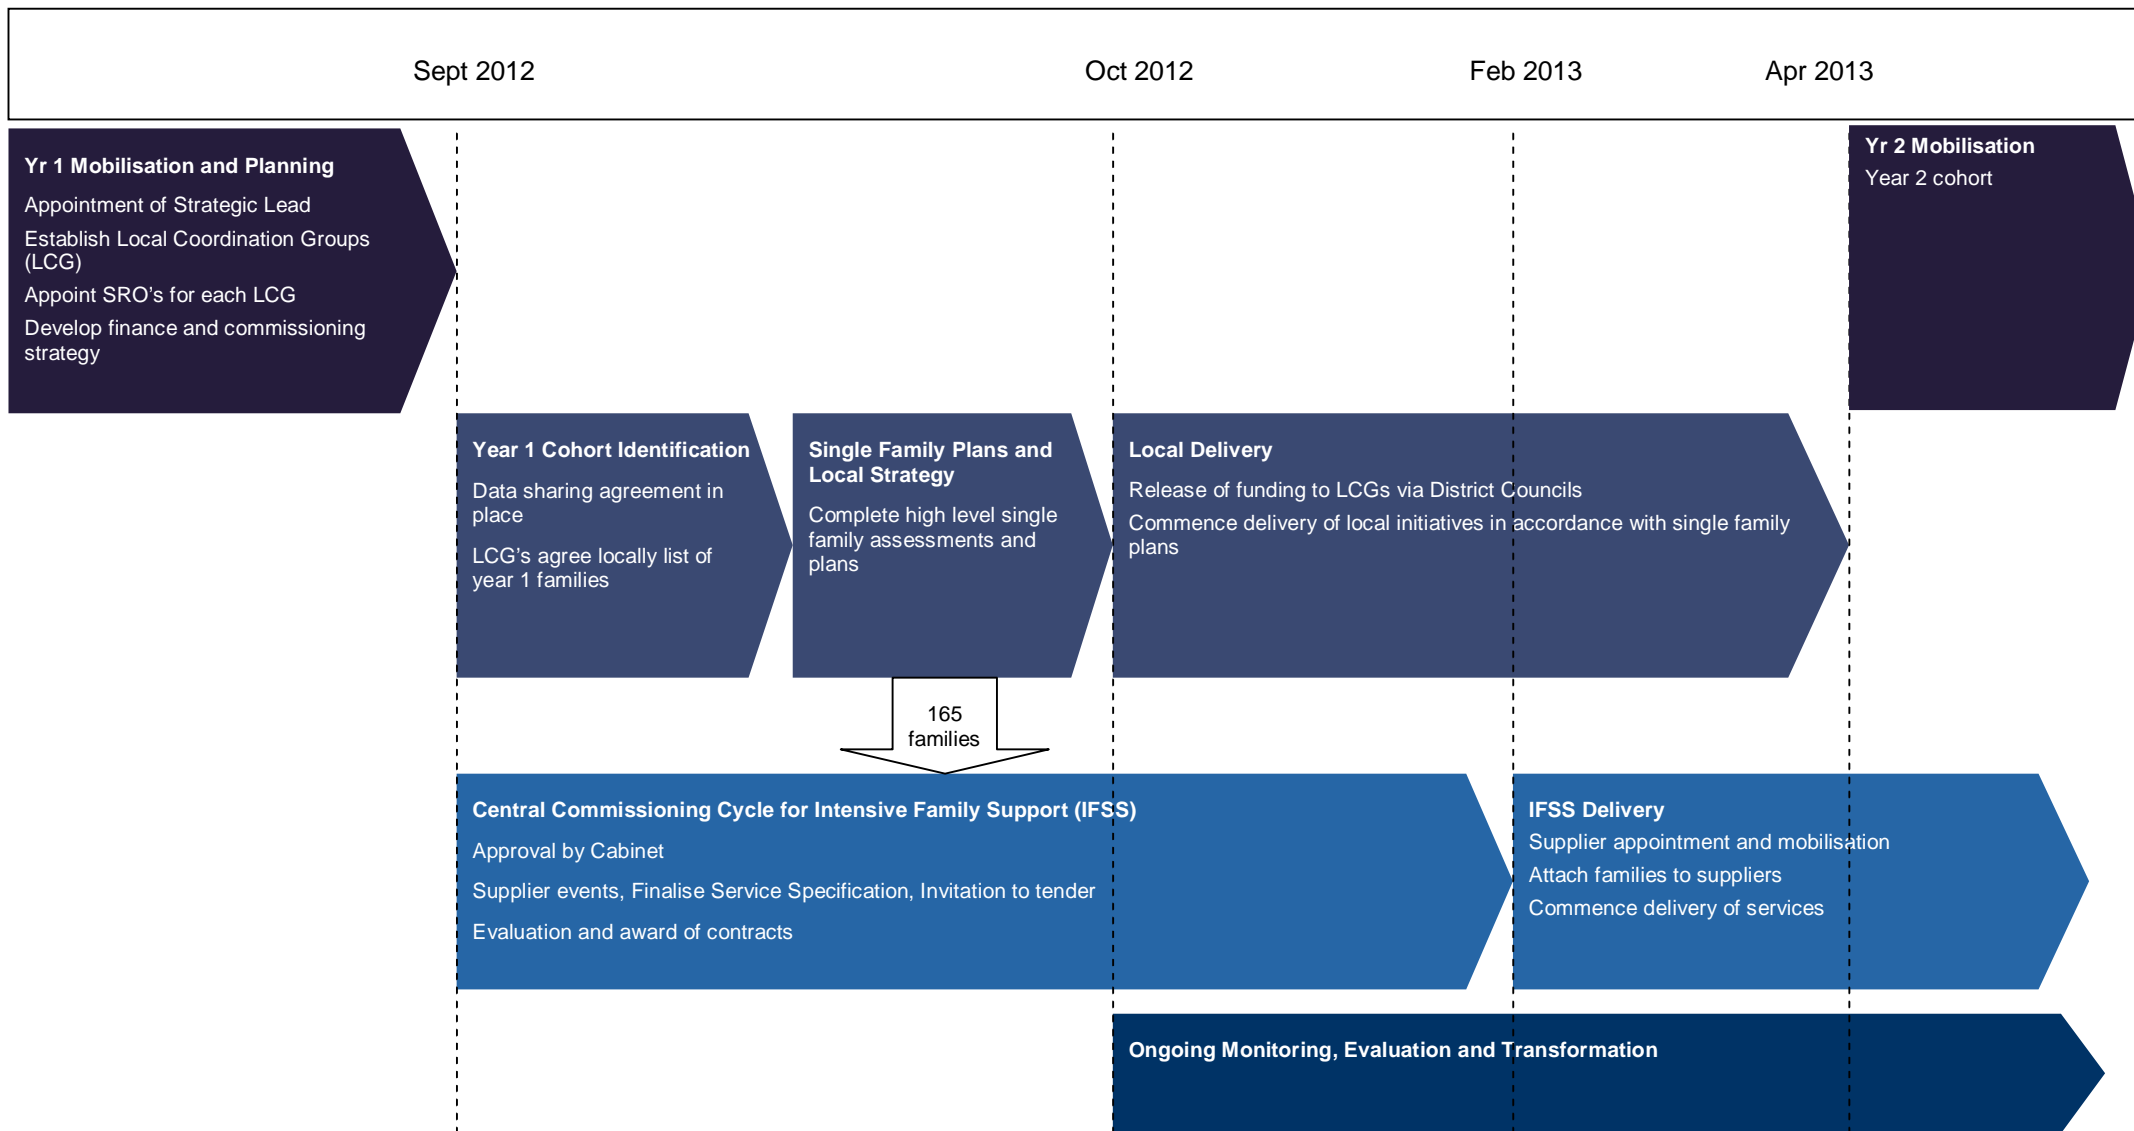 Sept 2012
Oct 2012
Feb 2013
Apr 2013
Yr 1 Mobilisation and Planning
Appointment of Strategic Lead
Establish Local Coordination Groups
(LCG)
Appoint SRO's for each LCG
Develop finance and commissioning
strategy
Yr 2 Mobilisation
Year 2 cohort
Year 1 Cohort Identification
Data sharing agreement in
place
LCG's agree locally list of
year 1 families
Single Family Plans and
Local Strategy
Complete high level single
family assessments and
plans
Local Delivery
Release of funding to LCGs via District Councils
Commence delivery of local initiatives in accordance with single family
plans
165
families
Central Commissioning Cycle for Intensive Family Support (IFSS)
Approval by Cabinet
Supplier events, Finalise Service Specification, Invitation to tender
Evaluation and award of contracts
IFSS Delivery
Supplier appointment and mobilisation
Attach families to suppliers
Commence delivery of services
Ongoing Monitoring, Evaluation and Transformation